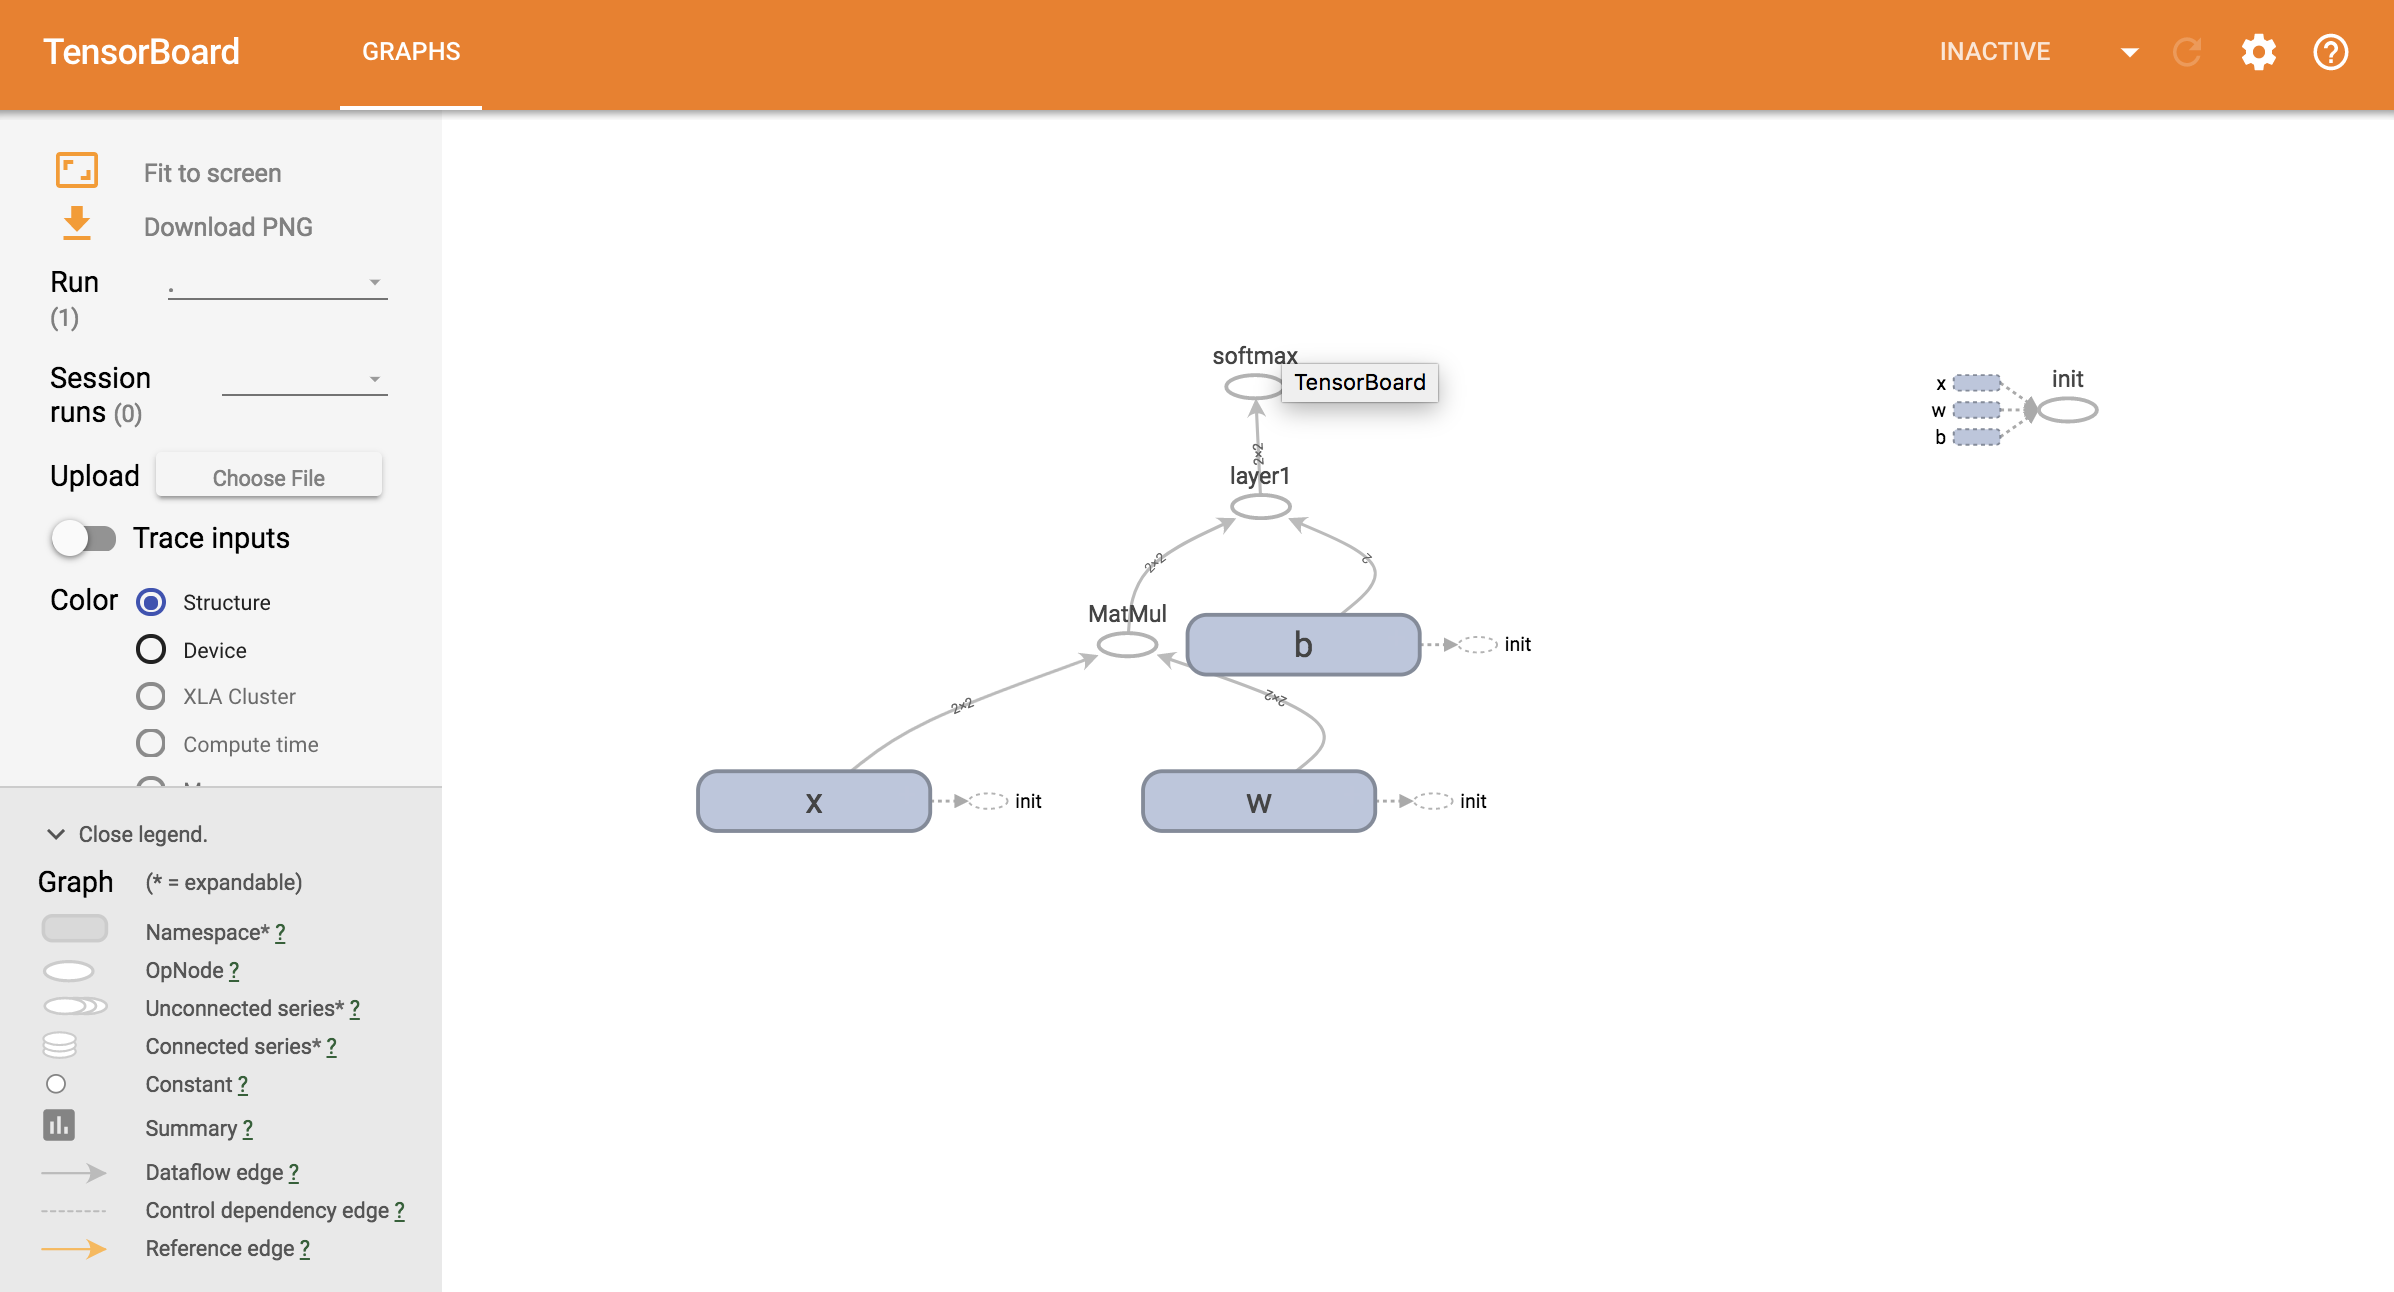 TensorBoard
GRAPHS
INACTIVE
Fit to screen
Download PNG
Run
(1)
.
Session
runs (0)
Upload
Choose File
Trace inputs
Color
Structure
Device
XLA Cluster
Compute time
Close legend.
Graph
(* = expandable)
Namespace* ?
OpNode ?
Unconnected series* ?
Connected series* ?
Constant ?
Summary ?
Dataflow edge ?
Control dependency edge ?
Reference edge ?
softmax
TensorBoard
2×2
layer1
2×2
2
MatMul
b
init
2×2
2×2
x
init
w
init
init
x
w
b